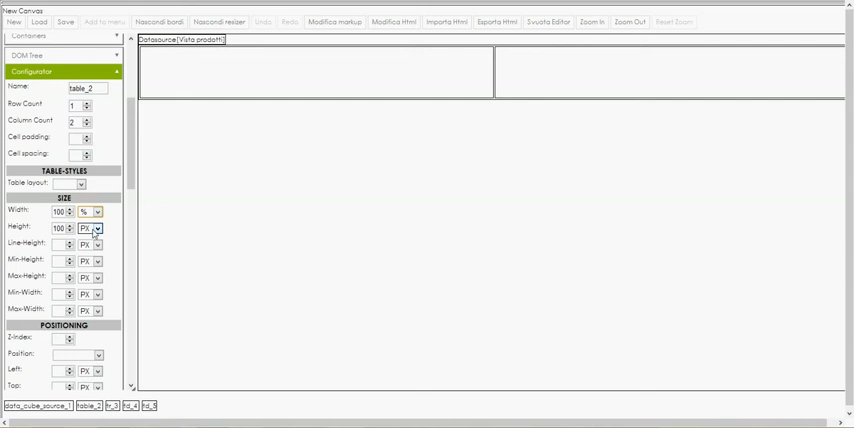 New Canvas
New Load Save Add to menu Nascondi bordi Nascondi resizer Undo Redo Modifica markup Modifica Html Importa Html Esporta Html Svuota Editor Zoom In Zoom Out Reset Zoom
Containers
DOM Tree
Configurator
Name: table_2
Row Count 1
Column Count 2
Cell padding:
Cell spacing:
TABLE-STYLES
Table layout:
SIZE
Width: 100 %
Height: 100 PX
Line-Height: PX
Min-Height: PX
Max-Height: PX
Min-Width: PX
Max-Width: PX
POSITIONING
Z-Index:
Position:
Left: PX
Top: PX
Datasource[Vista prodotti]
data_cube_source_1 table_2 tr_3 td_4 td_5